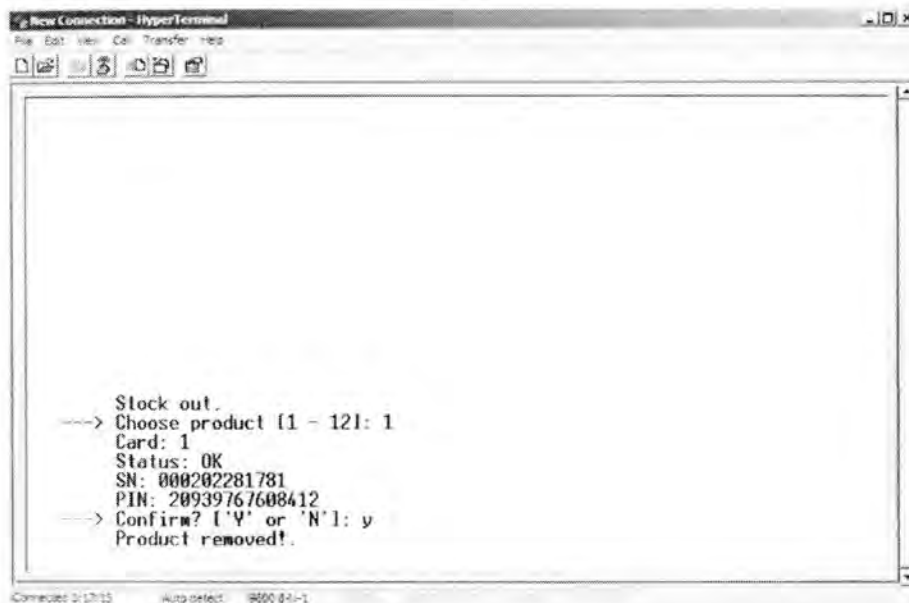 New Connection - HyperTerminal
File Edit View Call Transfer Help
Stock out.
---> Choose product [1 - 12]: 1
Card: 1
Status: OK
SN: 000202281781
PIN: 20939767608412
---> Confirm? ['Y' or 'N']: y
Product removed!.
Connected 1:17:15 Auto detect 9600 8-N-1